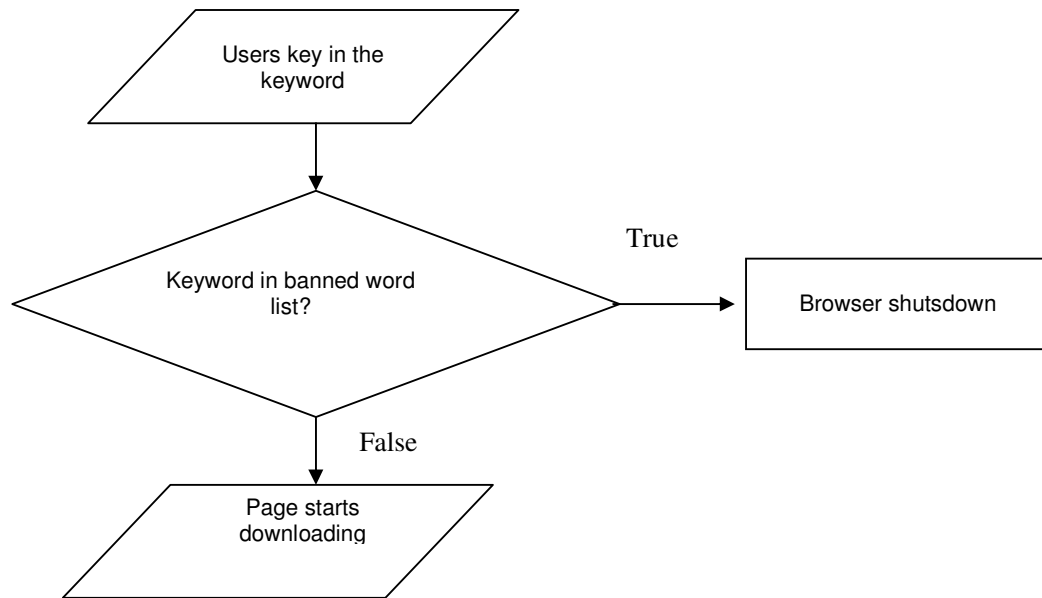 Users key in the
keyword
True
Keyword in banned word
list?
Browser shutsdown
False
Page starts
downloading